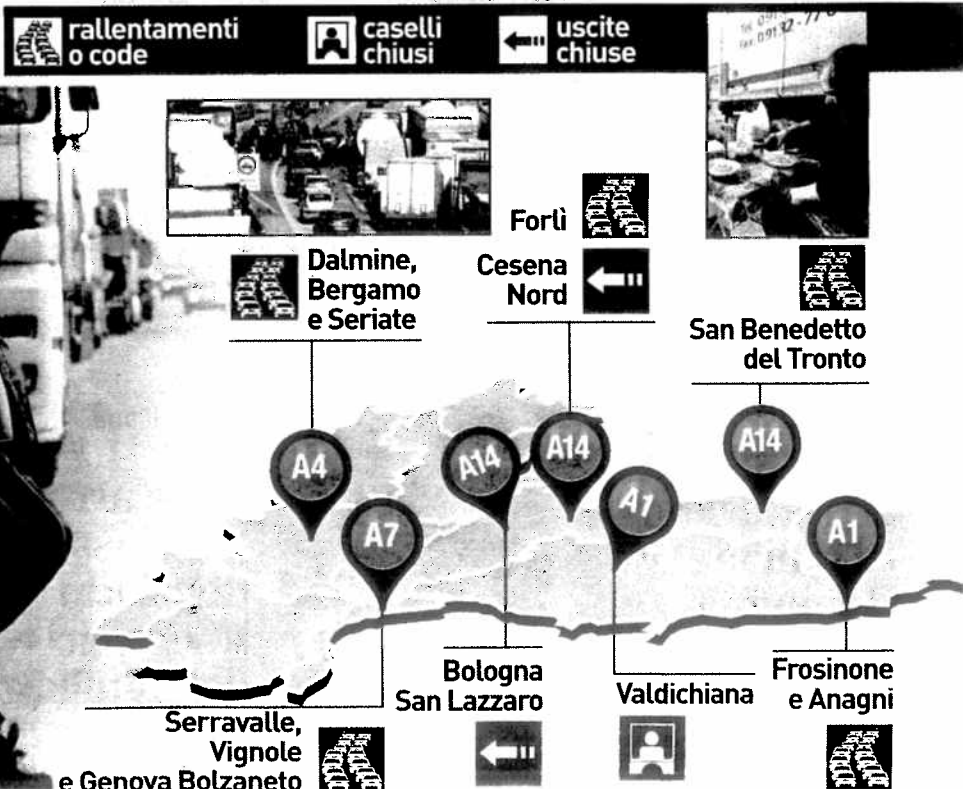 rallentamenti
o code
caselli
chiusi
uscite
chiuse
Forlì
Cesena
Nord
Dalmine,
Bergamo
e Seriate
San Benedetto
del Tronto
A4
A7
A14
A14
A1
A14
A1
Bologna
San Lazzaro
Valdichiana
Frosinone
e Anagni
Serravalle,
Vignole
e Genova Bolzaneto